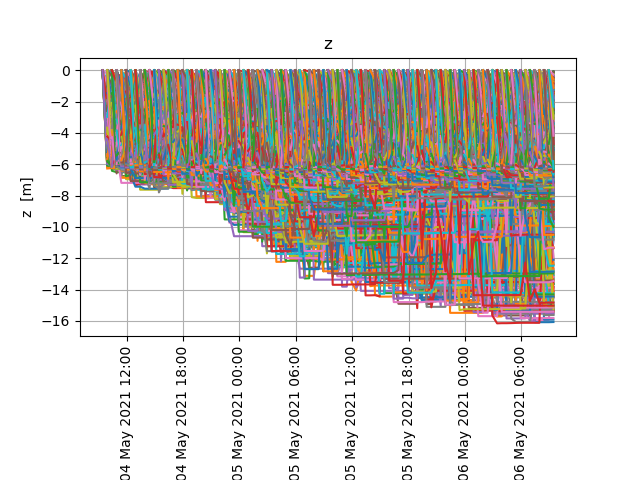 z
0
−2
−4
−6
−8
−10
−12
−14
−16
z [m]
04 May 2021 12:00
04 May 2021 18:00
05 May 2021 00:00
05 May 2021 06:00
05 May 2021 12:00
05 May 2021 18:00
06 May 2021 00:00
06 May 2021 06:00